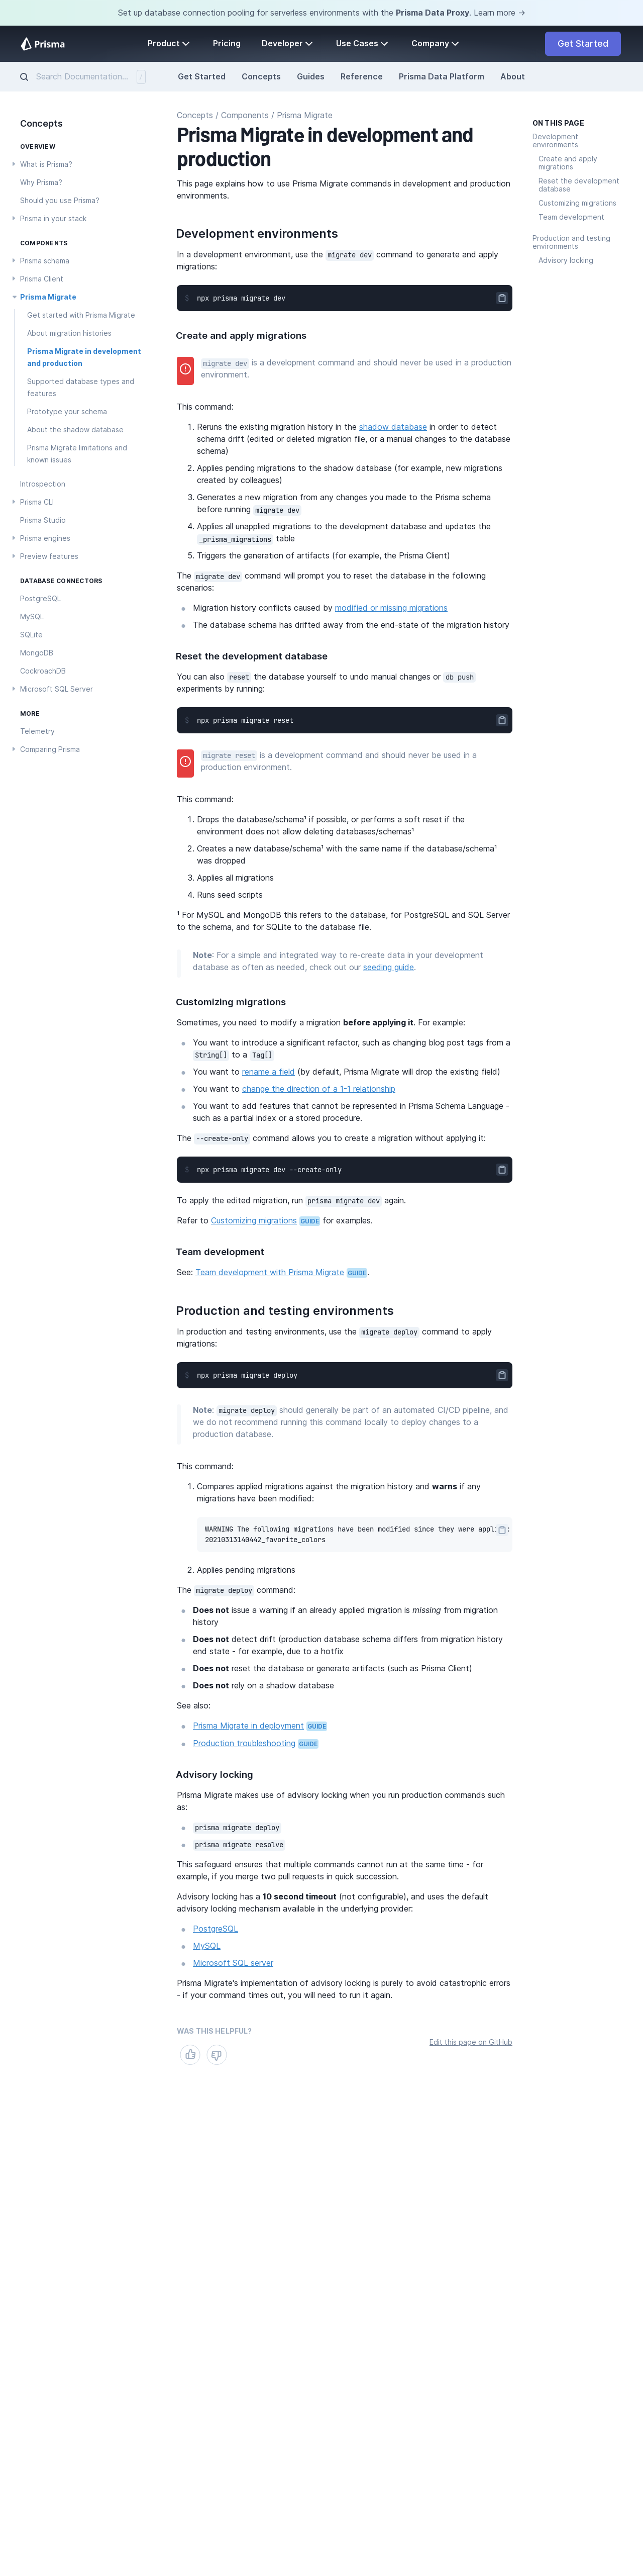 Set up database connection pooling for serverless environments with the Prisma Data Proxy. Learn more →
Prisma
Product
Pricing
Developer
Use Cases
Company
Get Started
Search Documentation...
/
Get Started
Concepts
Guides
Reference
Prisma Data Platform
About
Concepts
OVERVIEW
What is Prisma?
Why Prisma?
Should you use Prisma?
Prisma in your stack
COMPONENTS
Prisma schema
Prisma Client
Prisma Migrate
Get started with Prisma Migrate
About migration histories
Prisma Migrate in development
and production
Supported database types and
features
Prototype your schema
About the shadow database
Prisma Migrate limitations and
known issues
Introspection
Prisma CLI
Prisma Studio
Prisma engines
Preview features
DATABASE CONNECTORS
PostgreSQL
MySQL
SQLite
MongoDB
CockroachDB
Microsoft SQL Server
MORE
Telemetry
Comparing Prisma
Concepts / Components / Prisma Migrate
Prisma Migrate in development and
production
This page explains how to use Prisma Migrate commands in development and production
environments.
Development environments
In a development environment, use the migrate dev command to generate and apply
migrations:
$ npx prisma migrate dev
Create and apply migrations
migrate dev is a development command and should never be used in a production
environment.
This command:
1. Reruns the existing migration history in the shadow database in order to detect
schema drift (edited or deleted migration file, or a manual changes to the database
schema)
2. Applies pending migrations to the shadow database (for example, new migrations
created by colleagues)
3. Generates a new migration from any changes you made to the Prisma schema
before running migrate dev
4. Applies all unapplied migrations to the development database and updates the
_prisma_migrations table
5. Triggers the generation of artifacts (for example, the Prisma Client)
The migrate dev command will prompt you to reset the database in the following
scenarios:
Migration history conflicts caused by modified or missing migrations
The database schema has drifted away from the end-state of the migration history
Reset the development database
You can also reset the database yourself to undo manual changes or db push
experiments by running:
$ npx prisma migrate reset
migrate reset is a development command and should never be used in a
production environment.
This command:
1. Drops the database/schema¹ if possible, or performs a soft reset if the
environment does not allow deleting databases/schemas¹
2. Creates a new database/schema¹ with the same name if the database/schema¹
was dropped
3. Applies all migrations
4. Runs seed scripts
¹ For MySQL and MongoDB this refers to the database, for PostgreSQL and SQL Server
to the schema, and for SQLite to the database file.
Note: For a simple and integrated way to re-create data in your development
database as often as needed, check out our seeding guide.
Customizing migrations
Sometimes, you need to modify a migration before applying it. For example:
You want to introduce a significant refactor, such as changing blog post tags from a
String[] to a Tag[]
You want to rename a field (by default, Prisma Migrate will drop the existing field)
You want to change the direction of a 1-1 relationship
You want to add features that cannot be represented in Prisma Schema Language -
such as a partial index or a stored procedure.
The --create-only command allows you to create a migration without applying it:
$ npx prisma migrate dev --create-only
To apply the edited migration, run prisma migrate dev again.
Refer to Customizing migrations GUIDE for examples.
Team development
See: Team development with Prisma Migrate GUIDE.
Production and testing environments
In production and testing environments, use the migrate deploy command to apply
migrations:
$ npx prisma migrate deploy
Note: migrate deploy should generally be part of an automated CI/CD pipeline, and
we do not recommend running this command locally to deploy changes to a
production database.
This command:
1. Compares applied migrations against the migration history and warns if any
migrations have been modified:
WARNING The following migrations have been modified since they were appli :
20210313140442_favorite_colors
2. Applies pending migrations
The migrate deploy command:
Does not issue a warning if an already applied migration is missing from migration
history
Does not detect drift (production database schema differs from migration history
end state - for example, due to a hotfix
Does not reset the database or generate artifacts (such as Prisma Client)
Does not rely on a shadow database
See also:
Prisma Migrate in deployment GUIDE
Production troubleshooting GUIDE
Advisory locking
Prisma Migrate makes use of advisory locking when you run production commands such
as:
prisma migrate deploy
prisma migrate resolve
This safeguard ensures that multiple commands cannot run at the same time - for
example, if you merge two pull requests in quick succession.
Advisory locking has a 10 second timeout (not configurable), and uses the default
advisory locking mechanism available in the underlying provider:
PostgreSQL
MySQL
Microsoft SQL server
Prisma Migrate's implementation of advisory locking is purely to avoid catastrophic errors
- if your command times out, you will need to run it again.
WAS THIS HELPFUL?
Edit this page on GitHub
ON THIS PAGE
Development
environments
Create and apply
migrations
Reset the development
database
Customizing migrations
Team development
Production and testing
environments
Advisory locking